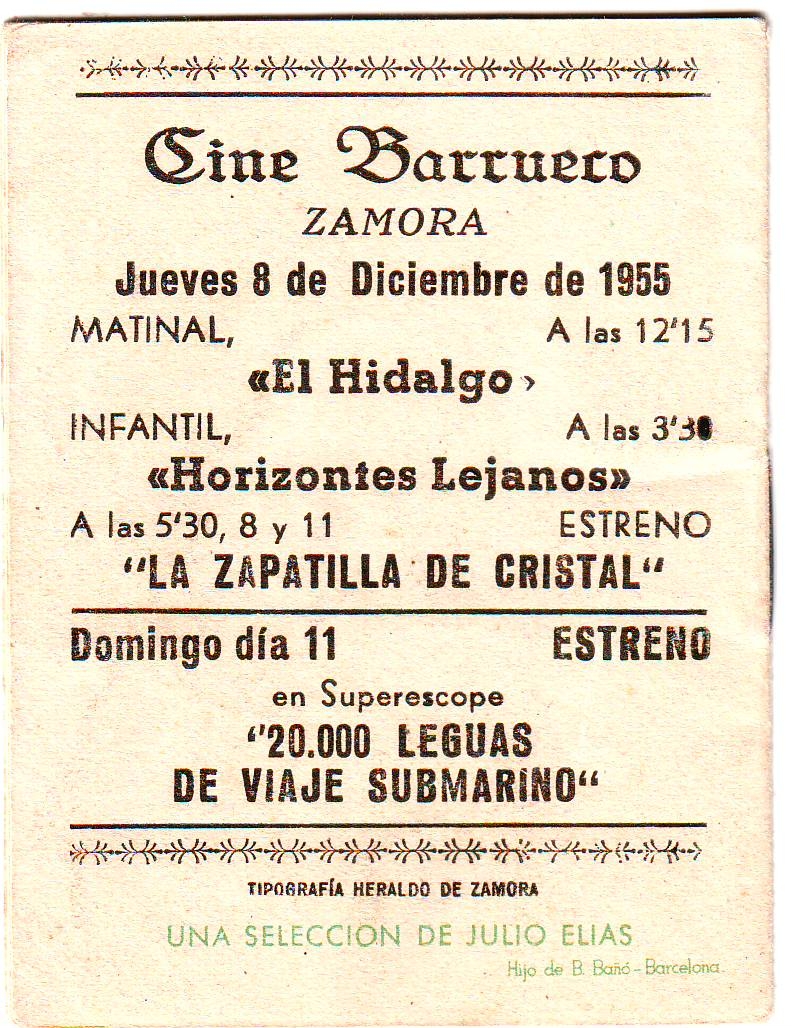 Cine Barrueco
ZAMORA
Jueves 8 de Diciembre de 1955
MATINAL, A las 12'15
«El Hidalgo›
INFANTIL, A las 3'30
«Horizontes Lejanos»
A las 5'30, 8 y 11 ESTRENO
“LA ZAPATILLA DE CRISTAL“
Domingo día 11 ESTRENO
en Superescope
‘'20.000 LEGUAS
DE VIAJE SUBMARINO“
TIPOGRAFÍA HERALDO DE ZAMORA
UNA SELECCION DE JULIO ELIAS
Hijo de B. Bañó - Barcelona.